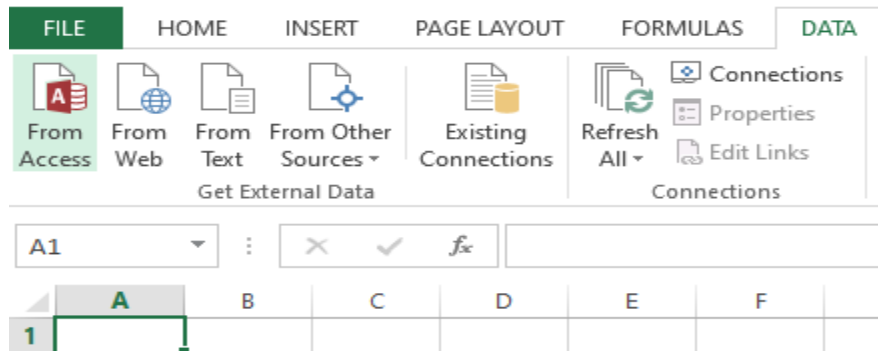 FILE HOME INSERT PAGE LAYOUT FORMULAS DATA
From Access
From Web
From Text
From Other Sources
Existing Connections
Get External Data
Refresh All
Connections
Properties
Edit Links
Connections
A1 fx
A B C D E F
1